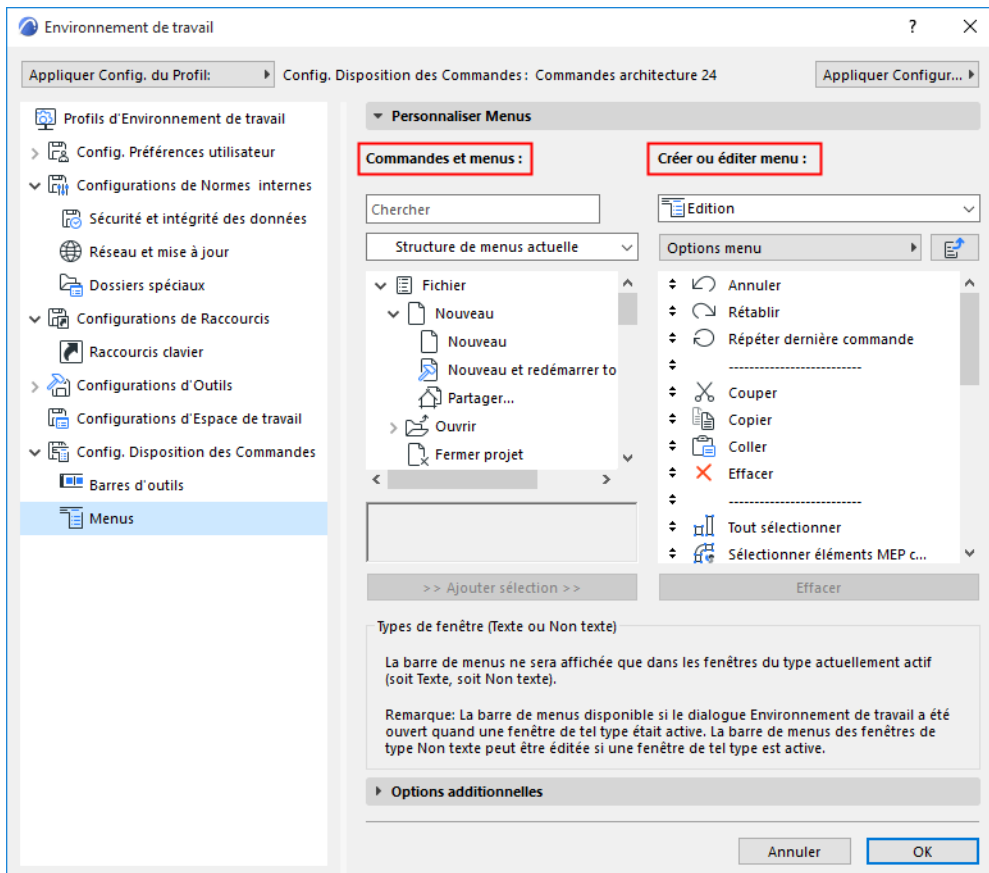 Environnement de travail
Appliquer Config. du Profil:
Config. Disposition des Commandes: Commandes architecture 24
Appliquer Configur...
Profils d'Environnement de travail
Config. Préférences utilisateur
Configurations de Normes internes
Sécurité et intégrité des données
Réseau et mise à jour
Dossiers spéciaux
Configurations de Raccourcis
Raccourcis clavier
Configurations d'Outils
Configurations d'Espace de travail
Config. Disposition des Commandes
Barres d'outils
Menus
Personnaliser Menus
Commandes et menus :
Chercher
Structure de menus actuelle
Fichier
Nouveau
Nouveau
Nouveau et redémarrer to
Partager...
Ouvrir
Fermer projet
>> Ajouter sélection >>
Créer ou éditer menu :
Edition
Options menu
Annuler
Rétablir
Répéter dernière commande
---------------------------
Couper
Copier
Coller
Effacer
---------------------------
Tout sélectionner
Sélectionner éléments MEP c...
Effacer
Types de fenêtre (Texte ou Non texte)
La barre de menus ne sera affichée que dans les fenêtres du type actuellement actif
(soit Texte, soit Non texte).
Remarque: La barre de menus disponible si le dialogue Environnement de travail a été
ouvert quand une fenêtre de tel type était active. La barre de menus des fenêtres de
type Non texte peut être éditée si une fenêtre de tel type est active.
Options additionnelles
Annuler
OK